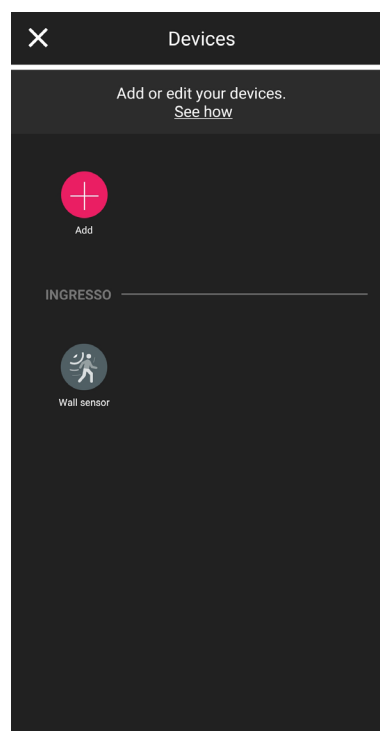 Devices
Add or edit your devices.
See how
Add
INGRESSO
Wall sensor